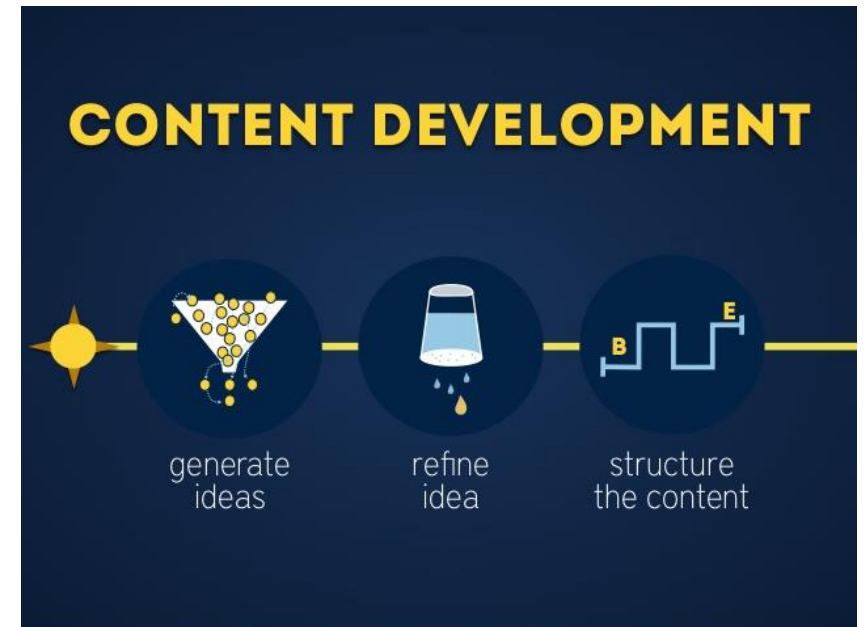 CONTENT DEVELOPMENT
B
E
generate
ideas
refine
idea
structure
the content